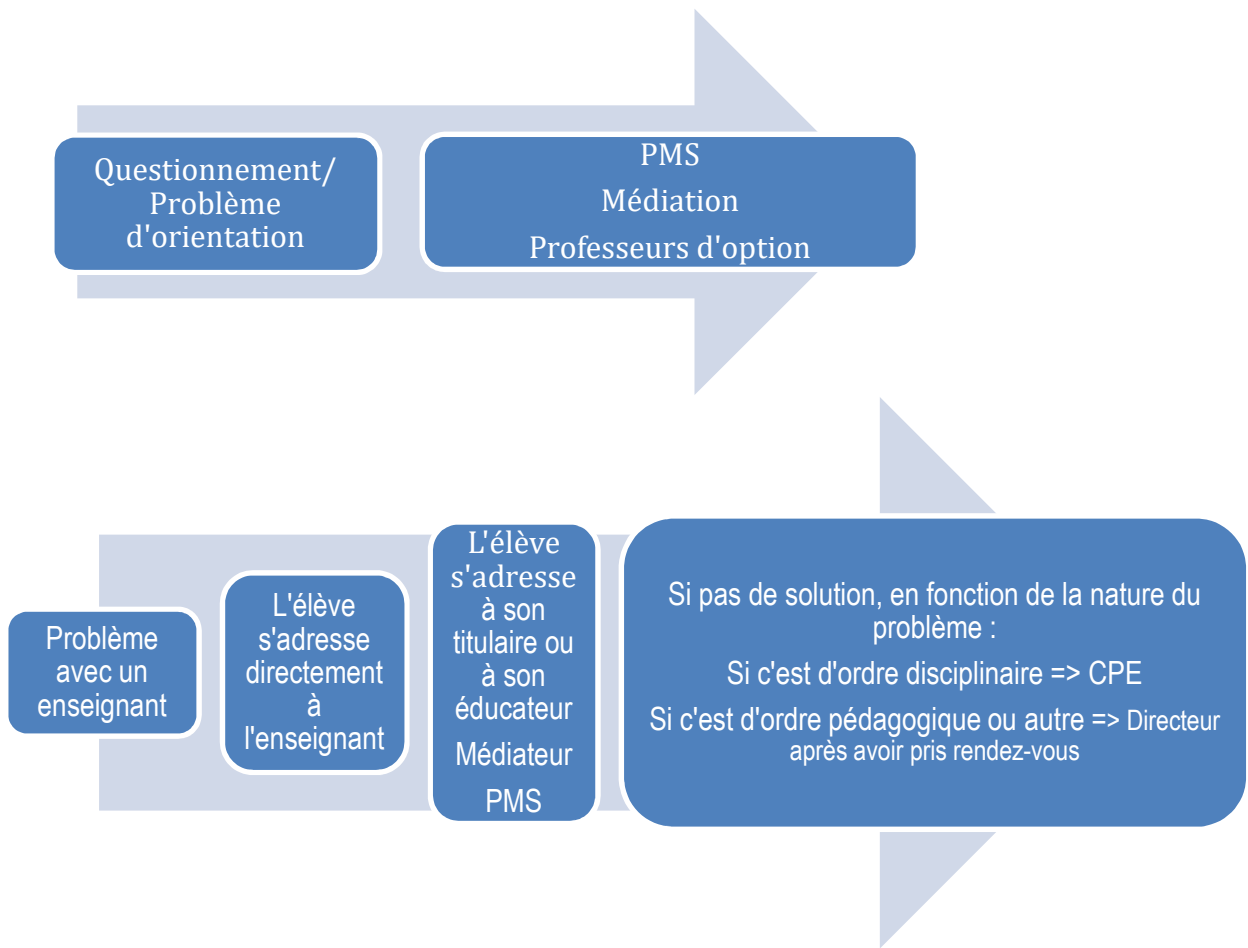 Questionnement/
Problème
d'orientation
PMS
Médiation
Professeurs d'option
Problème
avec un
enseignant
L'élève
s'adresse
directement
à
l'enseignant
L'élève
s'adresse
à son
titulaire ou
à son
éducateur
Médiateur
PMS
Si pas de solution, en fonction de la nature du
problème :
Si c'est d'ordre disciplinaire => CPE
Si c'est d'ordre pédagogique ou autre => Directeur
après avoir pris rendez-vous